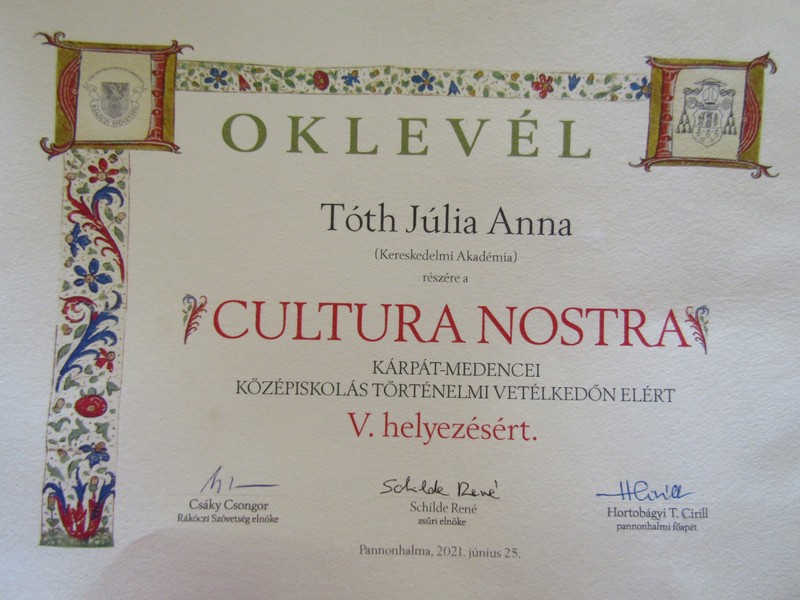 OKLEVÉL
Tóth Júlia Anna
(Kereskedelmi Akadémia)
részére a
CULTURA NOSTRA
KÁRPÁT-MEDENCEI
KÖZÉPISKOLÁS TÖRTÉNELMI VETÉLKEDŐN ELÉRT
V. helyezésért.
Schilde René
Csáky Csongor
Rákóczi Szövetség elnöke
Schilde René
zsűri elnöke
Hortobágyi T. Cirill
pannonhalmi főapát
Pannonhalma, 2021. június 25.